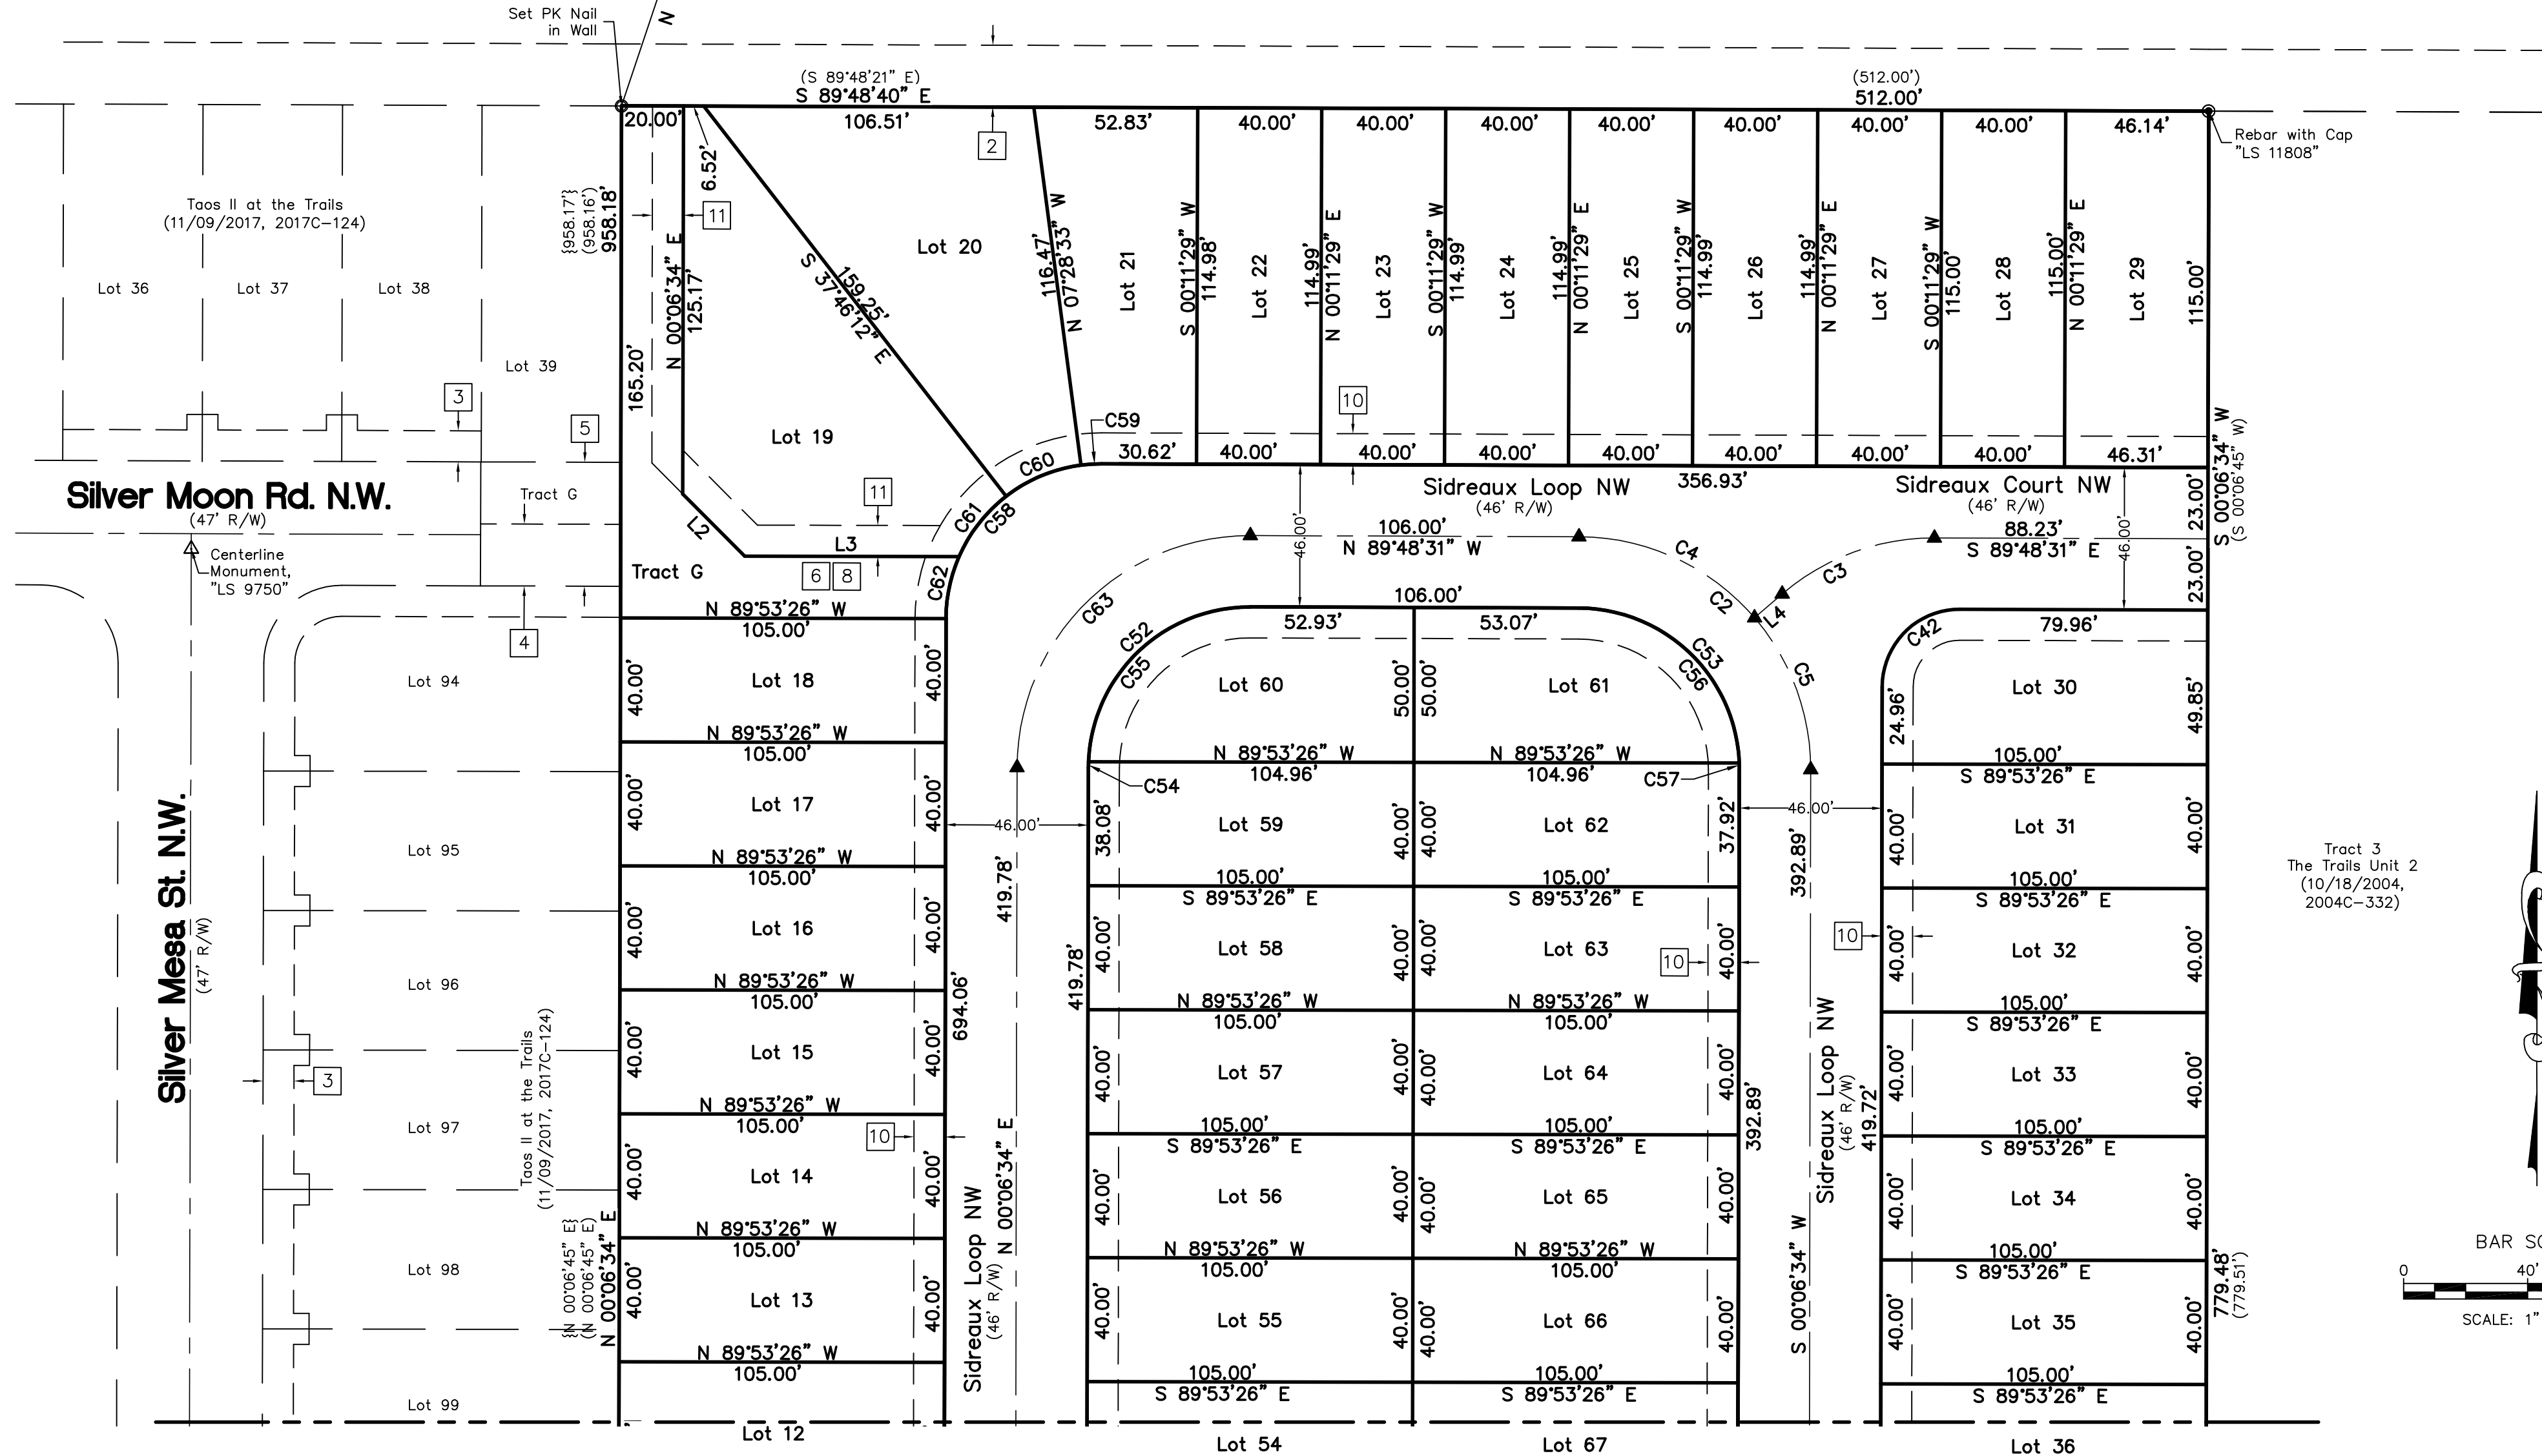 Set PK Nail
in Wall
N
(S 89°48'21" E)
S 89°48'40" E
(512.00')
512.00'
20.00'
106.51'
52.83'
40.00'
40.00'
40.00'
40.00'
40.00'
40.00'
40.00'
46.14'
Rebar with Cap
"LS 11808"
2
6.52'
11
Taos II at the Trails
(11/09/2017, 2017C-124)
{958.17'}
(958.16')
958.18'
N 00°06'34" E
125.17'
165.20'
Lot 20
159.25'
S 37°46'12" E
116.47'
N 07°28'33" W
Lot 21
S 00°11'29" W
114.98'
Lot 22
114.99'
N 00°11'29" E
Lot 23
S 00°11'29" W
114.99'
Lot 24
114.99'
N 00°11'29" E
Lot 25
S 00°11'29" W
114.99'
Lot 26
114.99'
N 00°11'29" E
Lot 27
S 00°11'29" W
115.00'
Lot 28
115.00'
N 00°11'29" E
Lot 29
115.00'
Lot 36
Lot 37
Lot 38
Lot 39
3
5
Lot 19
10
C59
C60
30.62'
40.00'
40.00'
40.00'
40.00'
40.00'
40.00'
40.00'
46.31'
S 00°06'34" W
(S 00°06'45" W)
Silver Moon Rd. N.W.
(47' R/W)
Tract G
Centerline
Monument,
"LS 9750"
11
L2
L3
C61
C58
C62
6
8
Tract G
Sidreaux Loop NW
(46' R/W)
356.93'
Sidreaux Court NW
(46' R/W)
23.00'
23.00'
46.00'
106.00'
N 89°48'31" W
C4
C2
C3
L4
C5
88.23'
S 89°48'31" E
46.00'
C63
106.00'
4
N 89°53'26" W
105.00'
C52
C55
52.93'
53.07'
C53
C56
C42
79.96'
Lot 94
40.00'
Lot 18
40.00'
Lot 60
50.00'
50.00'
Lot 61
24.96'
Lot 30
49.85'
N 89°53'26" W
105.00'
N 89°53'26" W
104.96'
N 89°53'26" W
104.96'
105.00'
S 89°53'26" E
C54
C57
40.00'
Lot 17
40.00'
46.00'
38.08'
Lot 59
40.00'
40.00'
Lot 62
37.92'
46.00'
40.00'
Lot 31
40.00'
Lot 95
N 89°53'26" W
105.00'
419.78'
105.00'
S 89°53'26" E
105.00'
S 89°53'26" E
392.89'
105.00'
S 89°53'26" E
Tract 3
The Trails Unit 2
(10/18/2004,
2004C-332)
Silver Mesa St. N.W.
(47' R/W)
40.00'
Lot 16
40.00'
419.78'
40.00'
Lot 58
40.00'
40.00'
Lot 63
10
40.00'
10
40.00'
Lot 32
40.00'
Lot 96
N 89°53'26" W
105.00'
694.06'
N 89°53'26" W
105.00'
N 89°53'26" W
105.00'
105.00'
S 89°53'26" E
Taos II at the Trails
(11/09/2017, 2017C-124)
40.00'
Lot 15
40.00'
40.00'
Lot 57
40.00'
40.00'
Lot 64
40.00'
Sidreaux Loop NW
(46' R/W)
419.72'
40.00'
Lot 33
40.00'
3
Lot 97
N 89°53'26" W
105.00'
10
N 00°06'34" E
105.00'
S 89°53'26" E
105.00'
S 89°53'26" E
392.89'
105.00'
S 89°53'26" E
40.00'
Lot 14
40.00'
Sidreaux Loop NW
(46' R/W)
40.00'
Lot 56
40.00'
40.00'
Lot 65
40.00'
S 00°06'34" W
40.00'
Lot 34
40.00'
Lot 98
{N 00°06'45" E}
(N 00°06'45" E)
N 00°06'34" E
N 89°53'26" W
105.00'
N 89°53'26" W
105.00'
N 89°53'26" W
105.00'
105.00'
S 89°53'26" E
779.48'
(779.51')
40.00'
Lot 13
40.00'
40.00'
Lot 55
40.00'
40.00'
Lot 66
40.00'
40.00'
Lot 35
40.00'
BAR SC
0
40'
SCALE: 1"
N 89°53'26" W
105.00'
105.00'
S 89°53'26" E
105.00'
S 89°53'26" E
105.00'
S 89°53'26" E
Lot 99
Lot 12
Lot 54
Lot 67
Lot 36